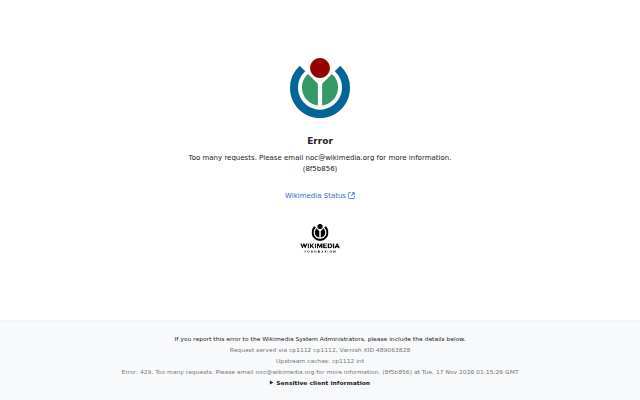 Error
Too many requests. Please email noc@wikimedia.org for more information.
(8f5b856)
Wikimedia Status
WIKIMEDIA
FOUNDATION
If you report this error to the Wikimedia System Administrators, please include the details below.
Request served via cp1112 cp1112, Varnish XID 489063828
Upstream caches: cp1112 int
Error: 429, Too many requests. Please email noc@wikimedia.org for more information. (8f5b856) at Tue, 17 Nov 2026 01:15:26 GMT
Sensitive client information